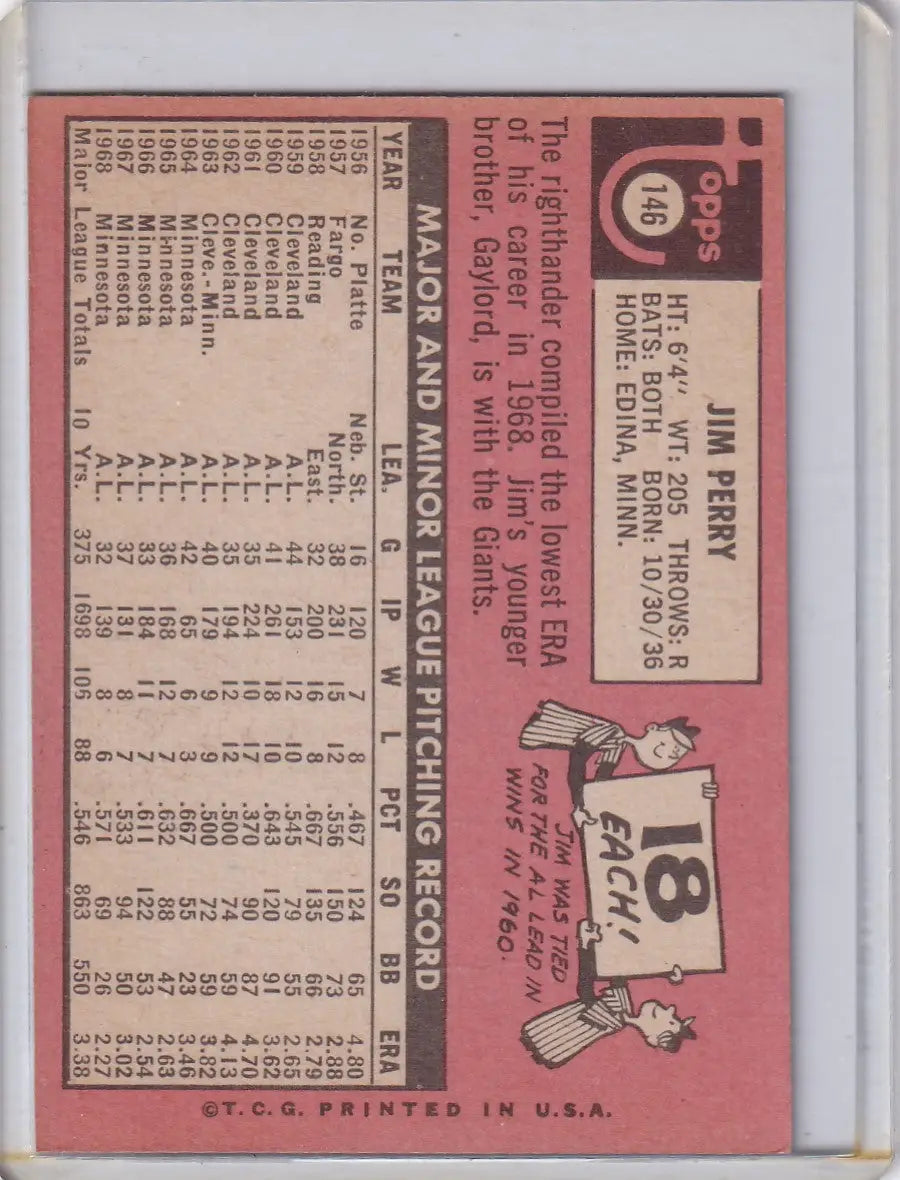 Topps
146
JIM PERRY
HT: 6'4" WT: 205 THROWS: R
BATS: BOTH BORN: 10/30/36
HOME: EDINA, MINN.
The righthander compiled the lowest ERA
of his career in 1968. Jim's younger
brother, Gaylord, is with the Giants.
18
EACH!
JIM WAS TIED
FOR THE AL LEAD IN
WINS IN 1960.
MAJOR AND MINOR LEAGUE PITCHING RECORD
YEAR TEAM LEA. G IP W L PCT SO BB ERA
1956 No. Platte Neb. St. 16 120 7 8 .467 124 65 4.80
1957 Fargo North. 38 231 15 12 .556 150 73 2.88
1958 Reading East. 32 200 16 8 .667 135 66 2.79
1959 Cleveland A.L. 44 153 12 10 .545 79 55 2.65
1960 Cleveland A.L. 41 261 18 10 .643 120 91 3.62
1961 Cleveland A.L. 35 224 10 17 .370 90 87 4.70
1962 Cleveland A.L. 35 194 12 12 .500 74 59 4.13
1963 Cleve.-Minn. A.L. 40 179 9 9 .500 72 59 3.82
1964 Minnesota A.L. 42 65 6 3 .667 55 23 3.46
1965 Minnesota A.L. 36 168 12 7 .632 88 47 2.63
1966 Minnesota A.L. 33 184 11 7 .611 122 53 2.54
1967 Minnesota A.L. 37 131 8 7 .533 94 50 3.02
1968 Minnesota A.L. 32 139 8 6 .571 69 26 2.27
Major League Totals 10 Yrs. 375 1698 106 88 .546 863 550 3.38
©T.C.G. PRINTED IN U.S.A.